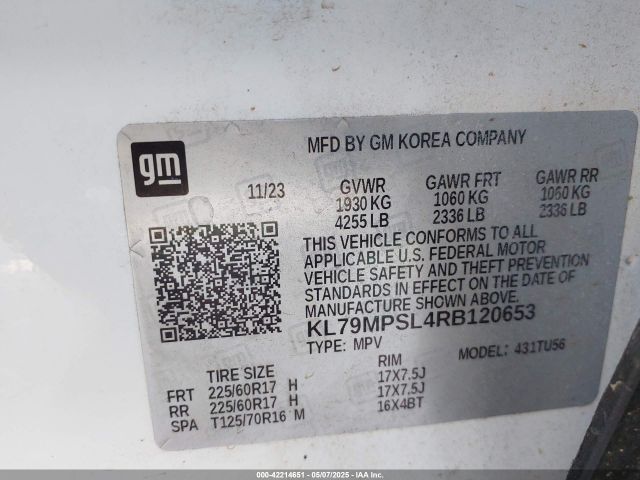 gm
MFD BY GM KOREA COMPANY
11/23
GVWR GAWR FRT GAWR RR
1930 KG 1060 KG 1060 KG
4255 LB 2336 LB 2336 LB
THIS VEHICLE CONFORMS TO ALL
APPLICABLE U.S. FEDERAL MOTOR
VEHICLE SAFETY AND THEFT PREVENTION
STANDARDS IN EFFECT ON THE DATE OF
MANUFACTURE SHOWN ABOVE.
KL79MPSL4RB120653
TYPE: MPV MODEL: 431TU56
TIRE SIZE RIM
FRT 225/60R17 H 17X7.5J
RR 225/60R17 H 17X7.5J
SPA T125/70R16 M 16X4BT
000-42214651 - 05/07/2025 - IAA Inc.